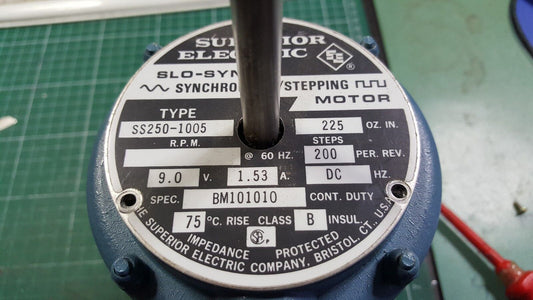 SUPERIOR
ELECTRIC SE ®
SLO-SYN
SYNCHRO /STEPPING
MOTOR
TYPE
SS250-1005 225 OZ. IN.
R.P.M. STEPS
@ 60 HZ. 200 PER. REV.
9.0 V. 1.53 A. DC HZ.
SPEC. BM101010 CONT. DUTY
75 °C. RISE CLASS B INSUL.
IMPEDANCE PROTECTED
THE SUPERIOR ELECTRIC COMPANY, BRISTOL, CT., U.S.A.